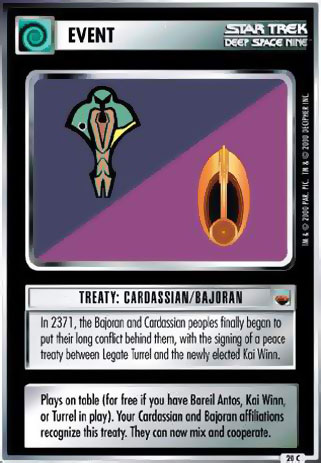 EVENT
STAR TREK
DEEP SPACE NINE
TM & © 2000 PAR. PIC. TM & © 2000 DECIPHER INC.
TREATY: CARDASSIAN/BAJORAN
In 2371, the Bajoran and Cardassian peoples finally began to
put their long conflict behind them, with the signing of a peace
treaty between Legate Turrel and the newly elected Kai Winn.
Plays on table (for free if you have Bareil Antos, Kai Winn,
or Turrel in play). Your Cardassian and Bajoran affiliations
recognize this treaty. They can now mix and cooperate.
20 C